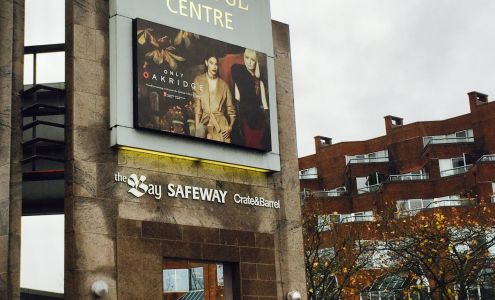 CENTRE
ONLY
OAKRIDGE
the Bay SAFEWAY Crate&Barrel